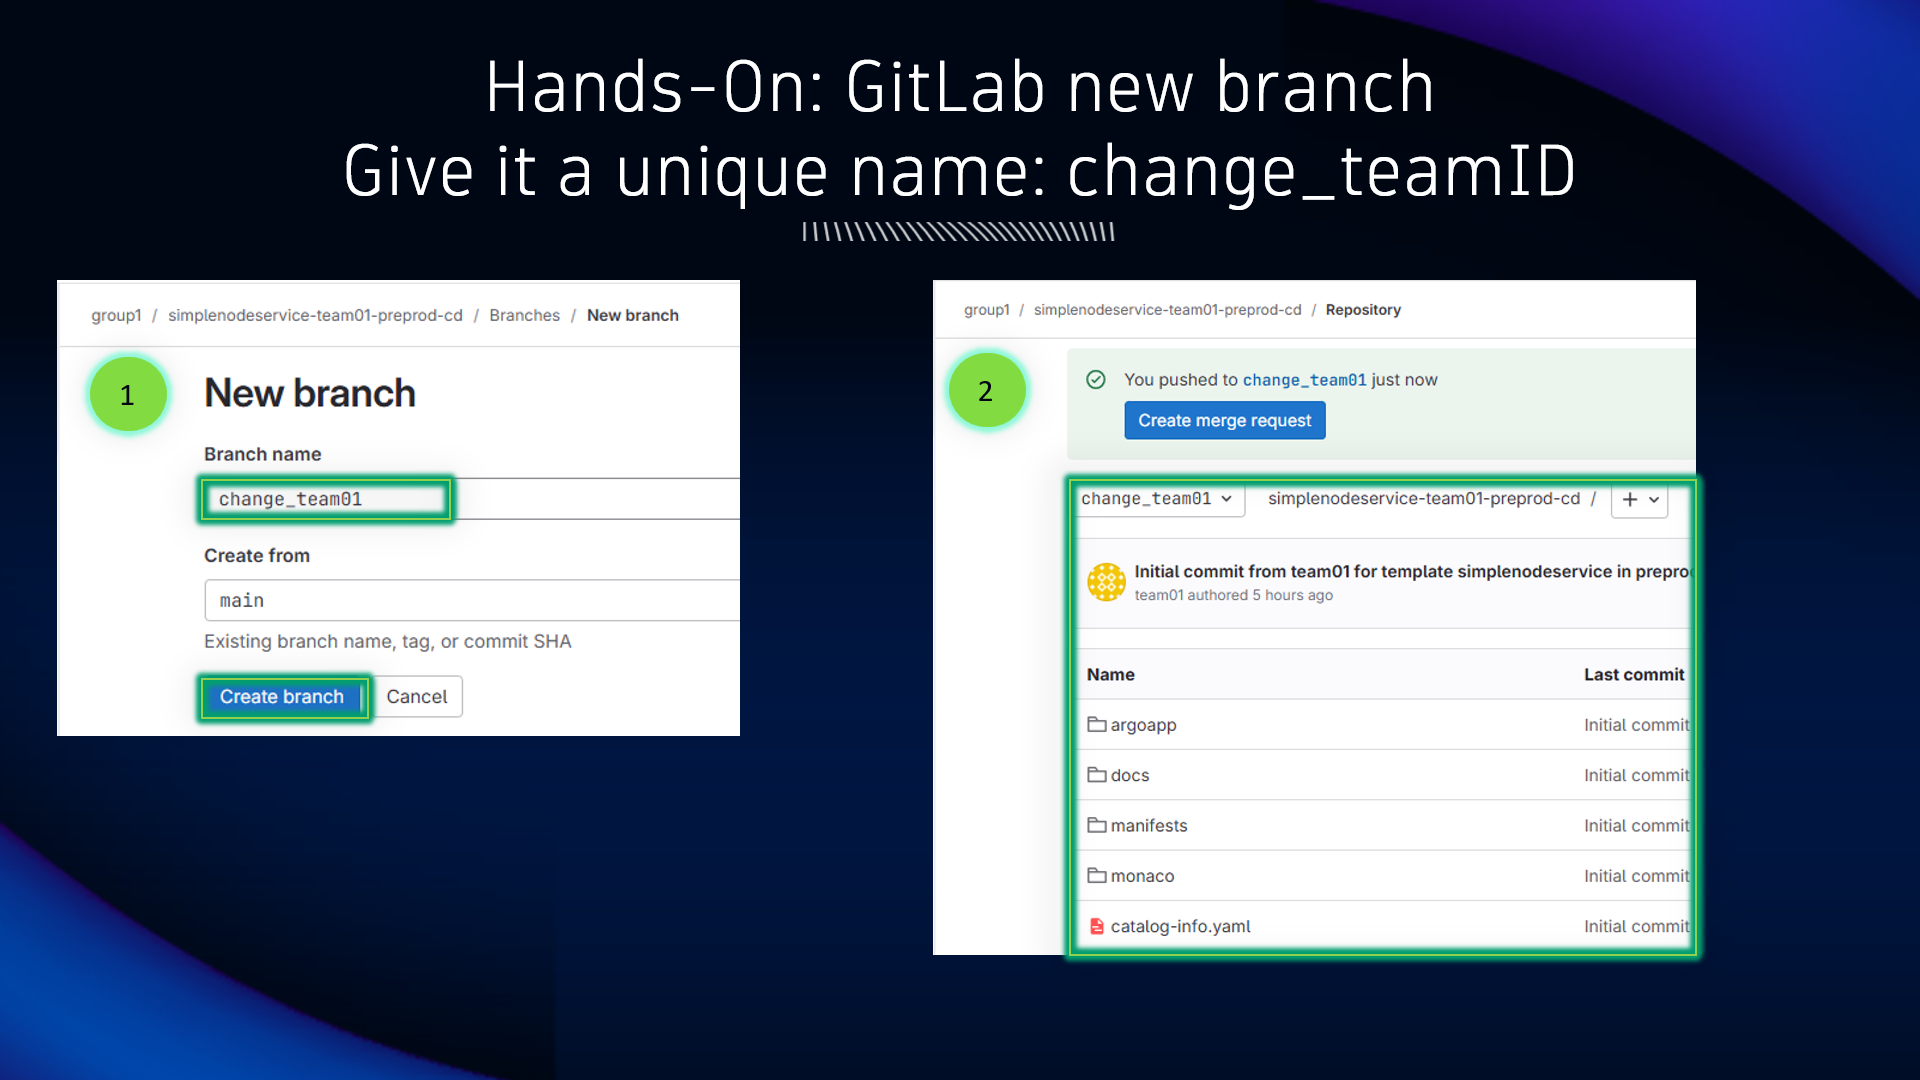 Hands-On: GitLab new branch
Give it a unique name: change_teamID
group1 / simplenodeservice-team01-preprod-cd / Branches / New branch
1
New branch
Branch name
change_team01
Create from
main
Existing branch name, tag, or commit SHA
Create branch
Cancel
group1 / simplenodeservice-team01-preprod-cd / Repository
2
You pushed to change_team01 just now
Create merge request
change_team01
simplenodeservice-team01-preprod-cd /
+
Initial commit from team01 for template simplenodeservice in prepro
team01 authored 5 hours ago
Name Last commit
argoapp Initial commit
docs Initial commit
manifests Initial commit
monaco Initial commit
catalog-info.yaml Initial commit